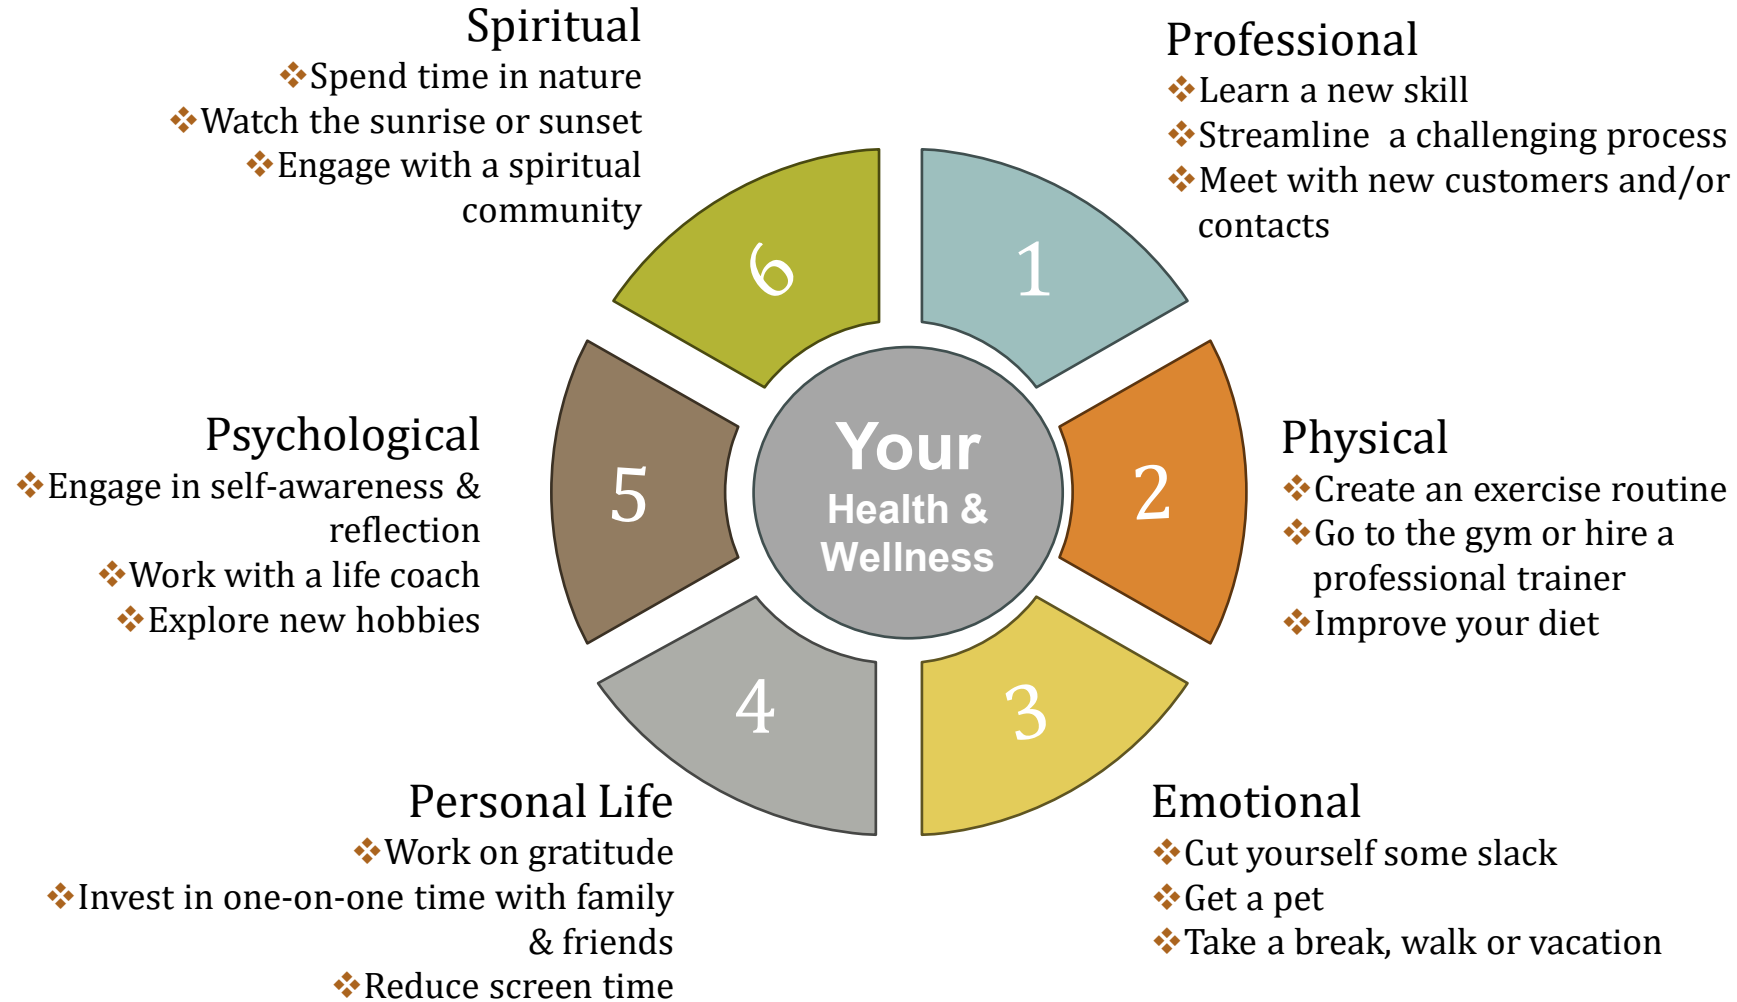 Spiritual
❖Spend time in nature
❖Watch the sunrise or sunset
❖Engage with a spiritual
community
Professional
❖Learn a new skill
❖Streamline  a challenging process
❖Meet with new customers and/or
contacts
6
1
Psychological
❖Engage in self-awareness &
reflection
❖Work with a life coach
❖Explore new hobbies
5
Your
Health &
Wellness
2
Physical
❖Create an exercise routine
❖Go to the gym or hire a
professional trainer
❖Improve your diet
4
3
Personal Life
❖Work on gratitude
❖Invest in one-on-one time with family
& friends
❖Reduce screen time
Emotional
❖Cut yourself some slack
❖Get a pet
❖Take a break, walk or vacation